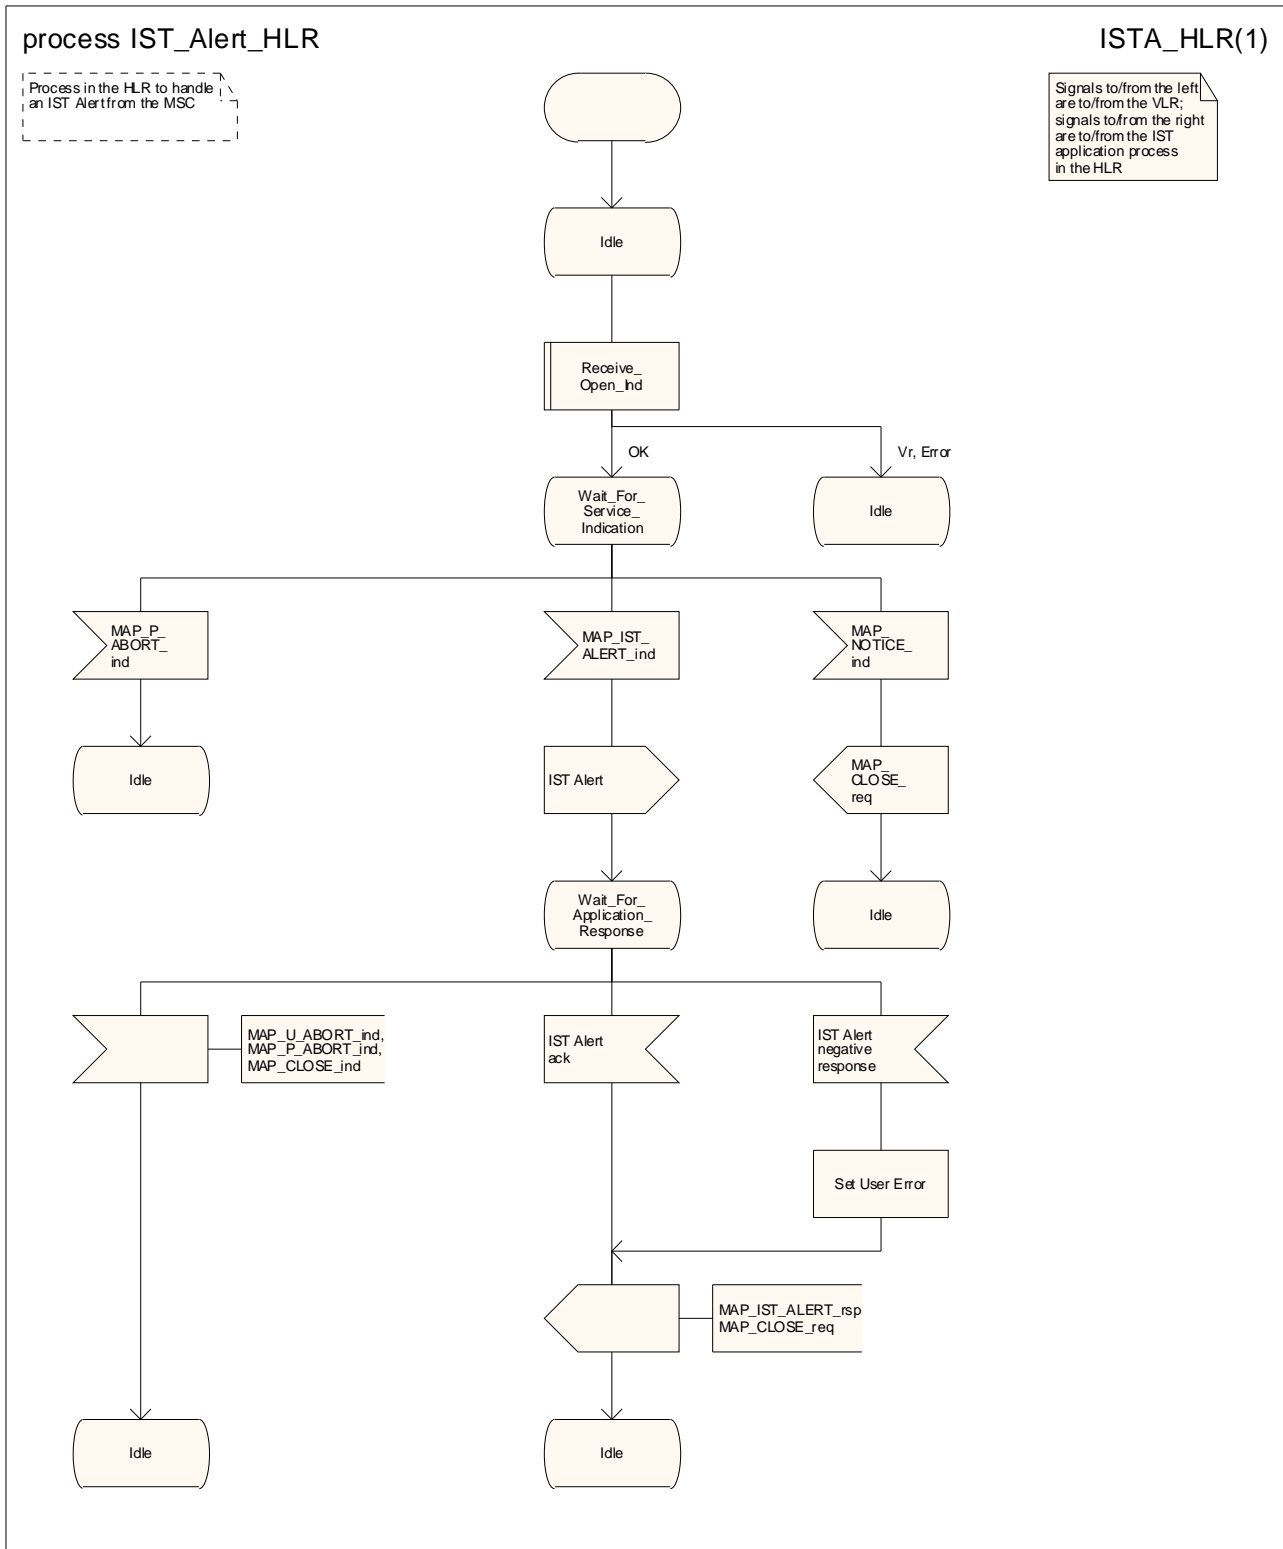 process IST_Alert_HLR
ISTA_HLR(1)
Process in the HLR to handle
an IST Alert from the MSC
Signals to/from the left
are to/from the VLR;
signals to/from the right
are to/from the IST
application process
in the HLR
Idle
Receive_
Open_Ind
OK
Vr, Error
Wait_For_
Service_
Indication
Idle
MAP_P_
ABORT_
ind
MAP_IST_
ALERT_ind
MAP_
NOTICE_
ind
Idle
IST Alert
MAP_
CLOSE_
req
Wait_For_
Application_
Response
Idle
MAP_U_ABORT_ind,
MAP_P_ABORT_ind,
MAP_CLOSE_ind
IST Alert
ack
IST Alert
negative
response
Set User Error
MAP_IST_ALERT_rsp
MAP_CLOSE_req
Idle
Idle